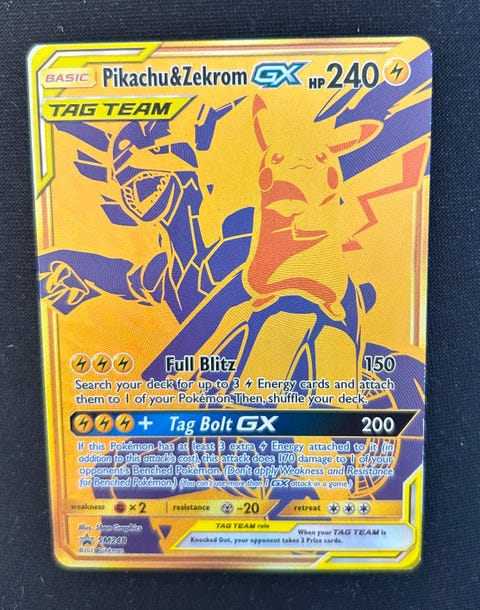 BASIC Pikachu&Zekrom GX HP 240
TAG TEAM
Full Blitz 150
Search your deck for up to 3 Energy cards and attach
them to 1 of your Pokémon. Then, shuffle your deck.
+ Tag Bolt GX 200
If this Pokémon has at least 3 extra Energy attached to it (in
addition to this attack's cost), this attack does 170 damage to 1 of your
opponent's Benched Pokémon. (Don't apply Weakness and Resistance
for Benched Pokémon.) (You can't use more than 1 GX attack in a game.)
weakness ×2 resistance -20 retreat
Illus. Sh̶n Graphics
TAG TEAM rule When your TAG TEAM is
Knocked Out, your opponent takes 3 Prize cards.
SM248
Pokémon